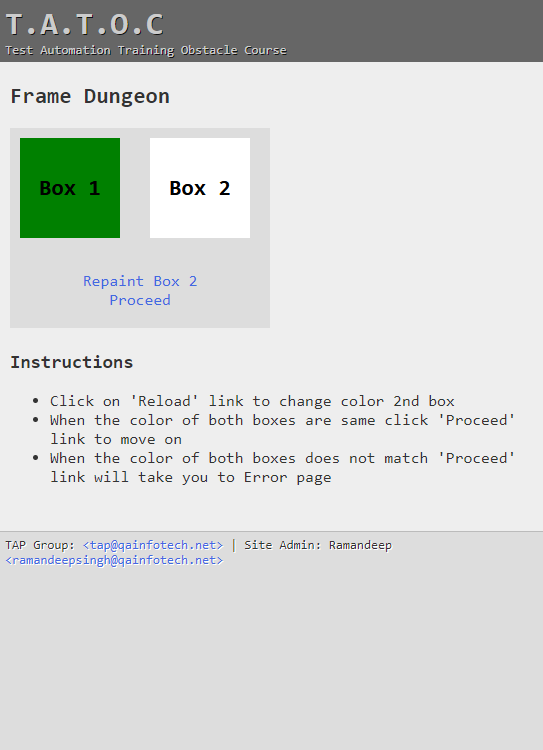 T.A.T.O.C
Test Automation Training Obstacle Course
Frame Dungeon
Box 1
Box 2
Repaint Box 2
Proceed
Instructions
• Click on 'Reload' link to change color 2nd box
• When the color of both boxes are same click 'Proceed'
link to move on
• When the color of both boxes does not match 'Proceed'
link will take you to Error page
TAP Group: <tap@qainfotech.net> | Site Admin: Ramandeep
<ramandeepsingh@qainfotech.net>